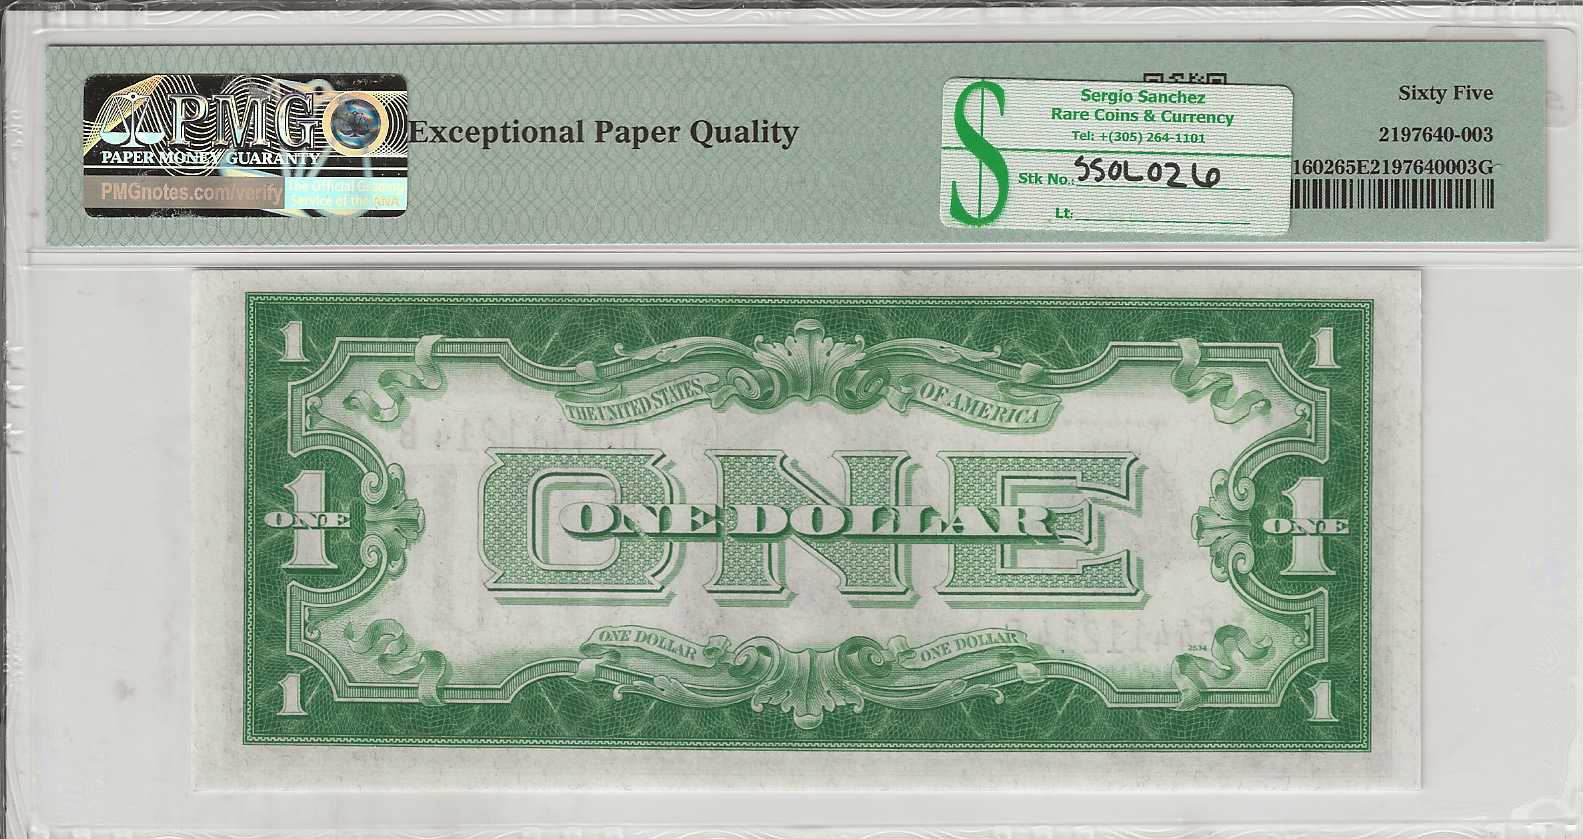 PMG
PAPER MONEY GUARANTY
PMGnotes.com/verify
The Official Grading
Service of the ANA
Exceptional Paper Quality
Sergio Sanchez
Rare Coins & Currency
Tel: +(305) 264-1101
Stk No.: SSOL026
Lt:
Sixty Five
2197640-003
160265E2197640003G
1
1
THE UNITED STATES
OF AMERICA
ONE
ONE DOLLAR
1
ONE
1
ONE
ONE DOLLAR
ONE DOLLAR
2634
1
1